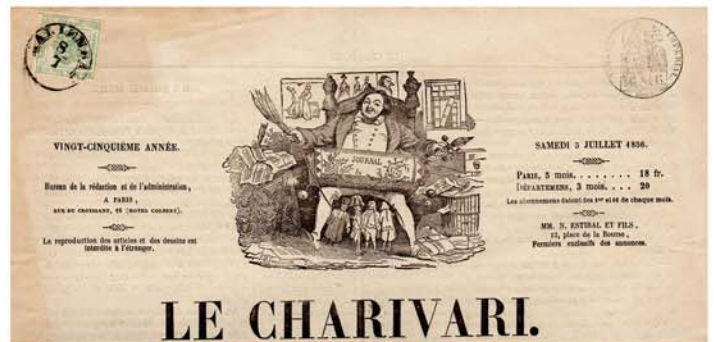 VINGT-CINQUIÈME ANNÉE.
Bureau de la rédaction et de l'administration,
A PARIS,
RUE DU CROISSANT, 16 (HOTEL COLBERT).
La reproduction des articles et des dessins est
interdite à l'étranger.
8
7
JOURNAL
SAMEDI 5 JUILLET 1856.
PARIS, 3 mois. . . . . . . . 18 fr.
DÉPARTEMENS, 3 mois. . . . 20
Les abonnemens datent des 1er et 16 de chaque mois.
MM. N. ESTIBAL ET FILS,
12, place de la Bourse,
Fermiers exclusifs des annonces.
LE CHARIVARI.